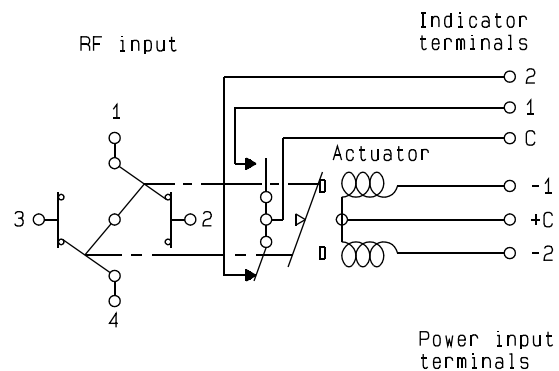 Indicator
terminals
RF input
2
1
C
1
Actuator
-1
3
2
+C
-2
4
Power input
terminals